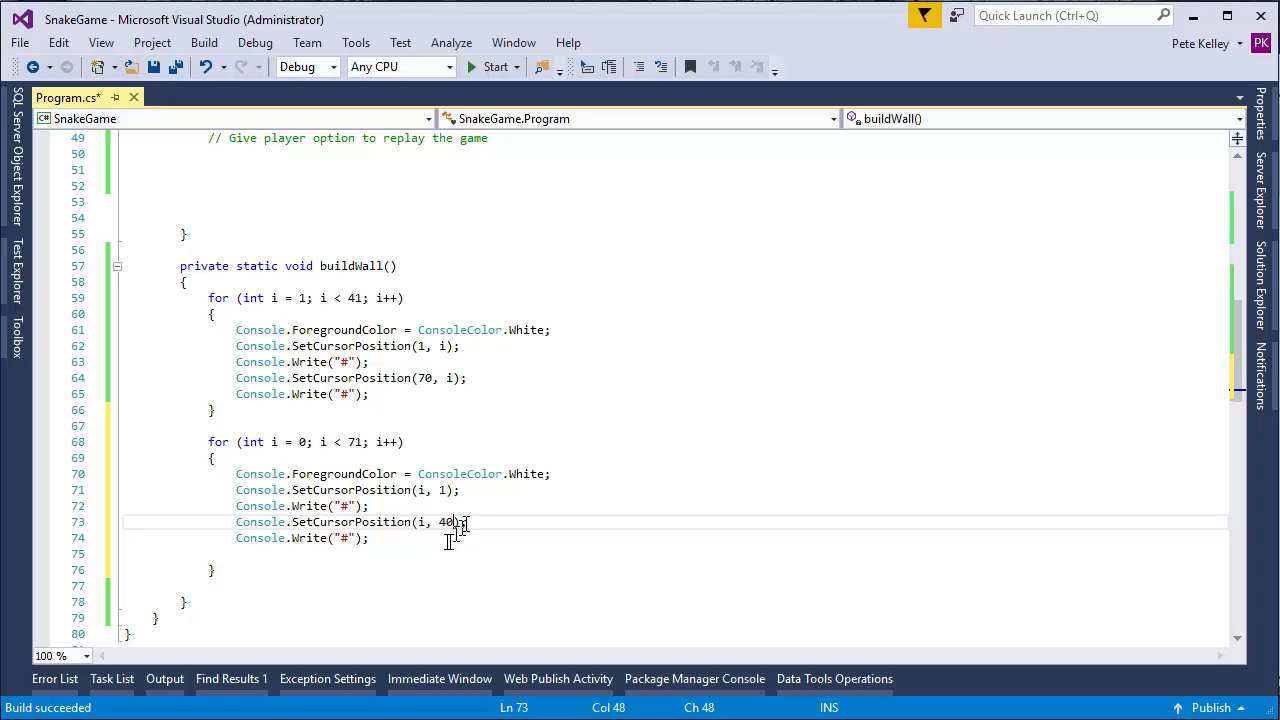 SnakeGame - Microsoft Visual Studio (Administrator)
Quick Launch (Ctrl+Q)
File Edit View Project Build Debug Team Tools Test Analyze Window Help
Pete Kelley PK
Debug Any CPU Start
Program.cs*
SnakeGame SnakeGame.Program buildWall()
SQL Server Object Explorer
Test Explorer
Toolbox
49 // Give player option to replay the game
50
51
52
53
54
55 }
56
57 private static void buildWall()
58 {
59 for (int i = 1; i < 41; i++)
60 {
61 Console.ForegroundColor = ConsoleColor.White;
62 Console.SetCursorPosition(1, i);
63 Console.Write("#");
64 Console.SetCursorPosition(70, i);
65 Console.Write("#");
66 }
67
68 for (int i = 0; i < 71; i++)
69 {
70 Console.ForegroundColor = ConsoleColor.White;
71 Console.SetCursorPosition(i, 1);
72 Console.Write("#");
73 Console.SetCursorPosition(i, 40);
74 Console.Write("#");
75
76 }
77
78 }
79 }
80 }
Properties
Server Explorer
Solution Explorer
Notifications
100 %
Error List Task List Output Find Results 1 Exception Settings Immediate Window Web Publish Activity Package Manager Console Data Tools Operations
Build succeeded Ln 73 Col 48 Ch 48 INS Publish